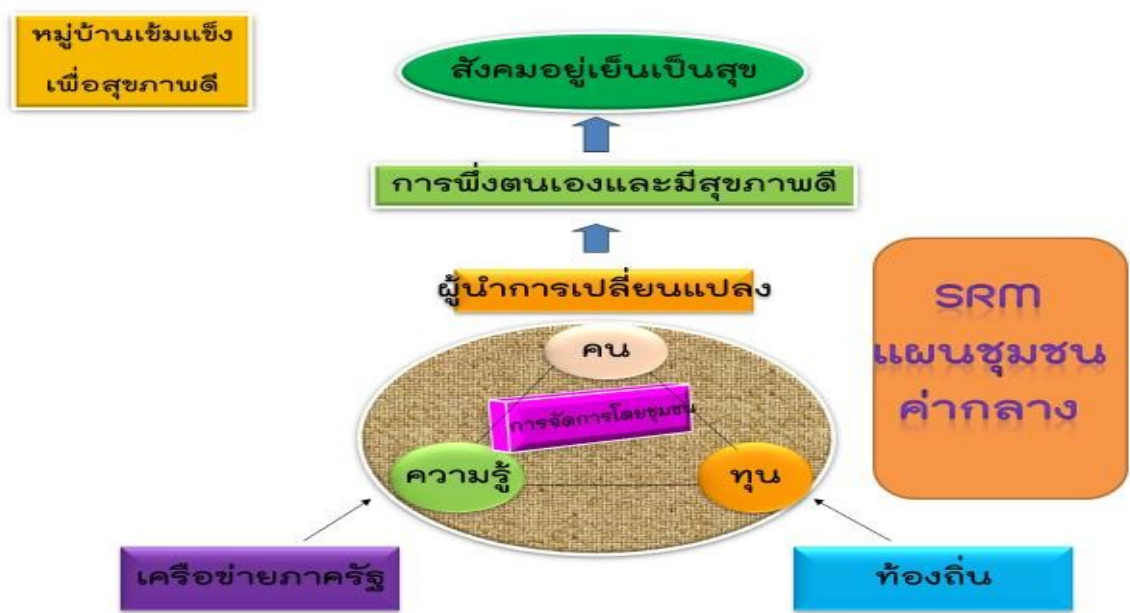 หมู่บ้านเข้มแข็ง
เพื่อสุขภาพดี
สังคมอยู่เย็นเป็นสุข
การพึ่งตนเองและมีสุขภาพดี
ผู้นำการเปลี่ยนแปลง
คน
การจัดการโดยชุมชน
ความรู้
ทุน
SRM
แผนชุมชน
ค่ากลาง
เครือข่ายภาครัฐ
ท้องถิ่น